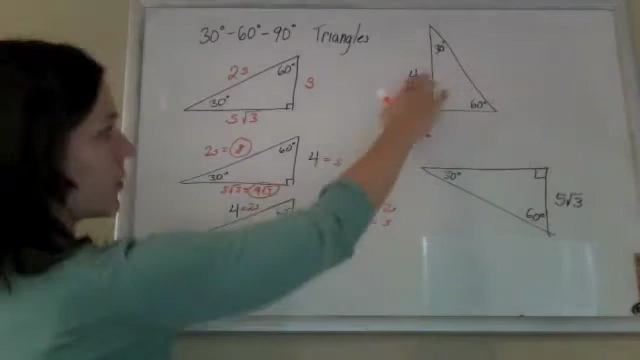 30°-60°-90° Triangles
2s
60°
s
30°
s√3
2s = 8
60°
4 = s
30°
s√3 = 4√3
4 = 2s
2s
= s
30°
60°
30°
60°
5√3